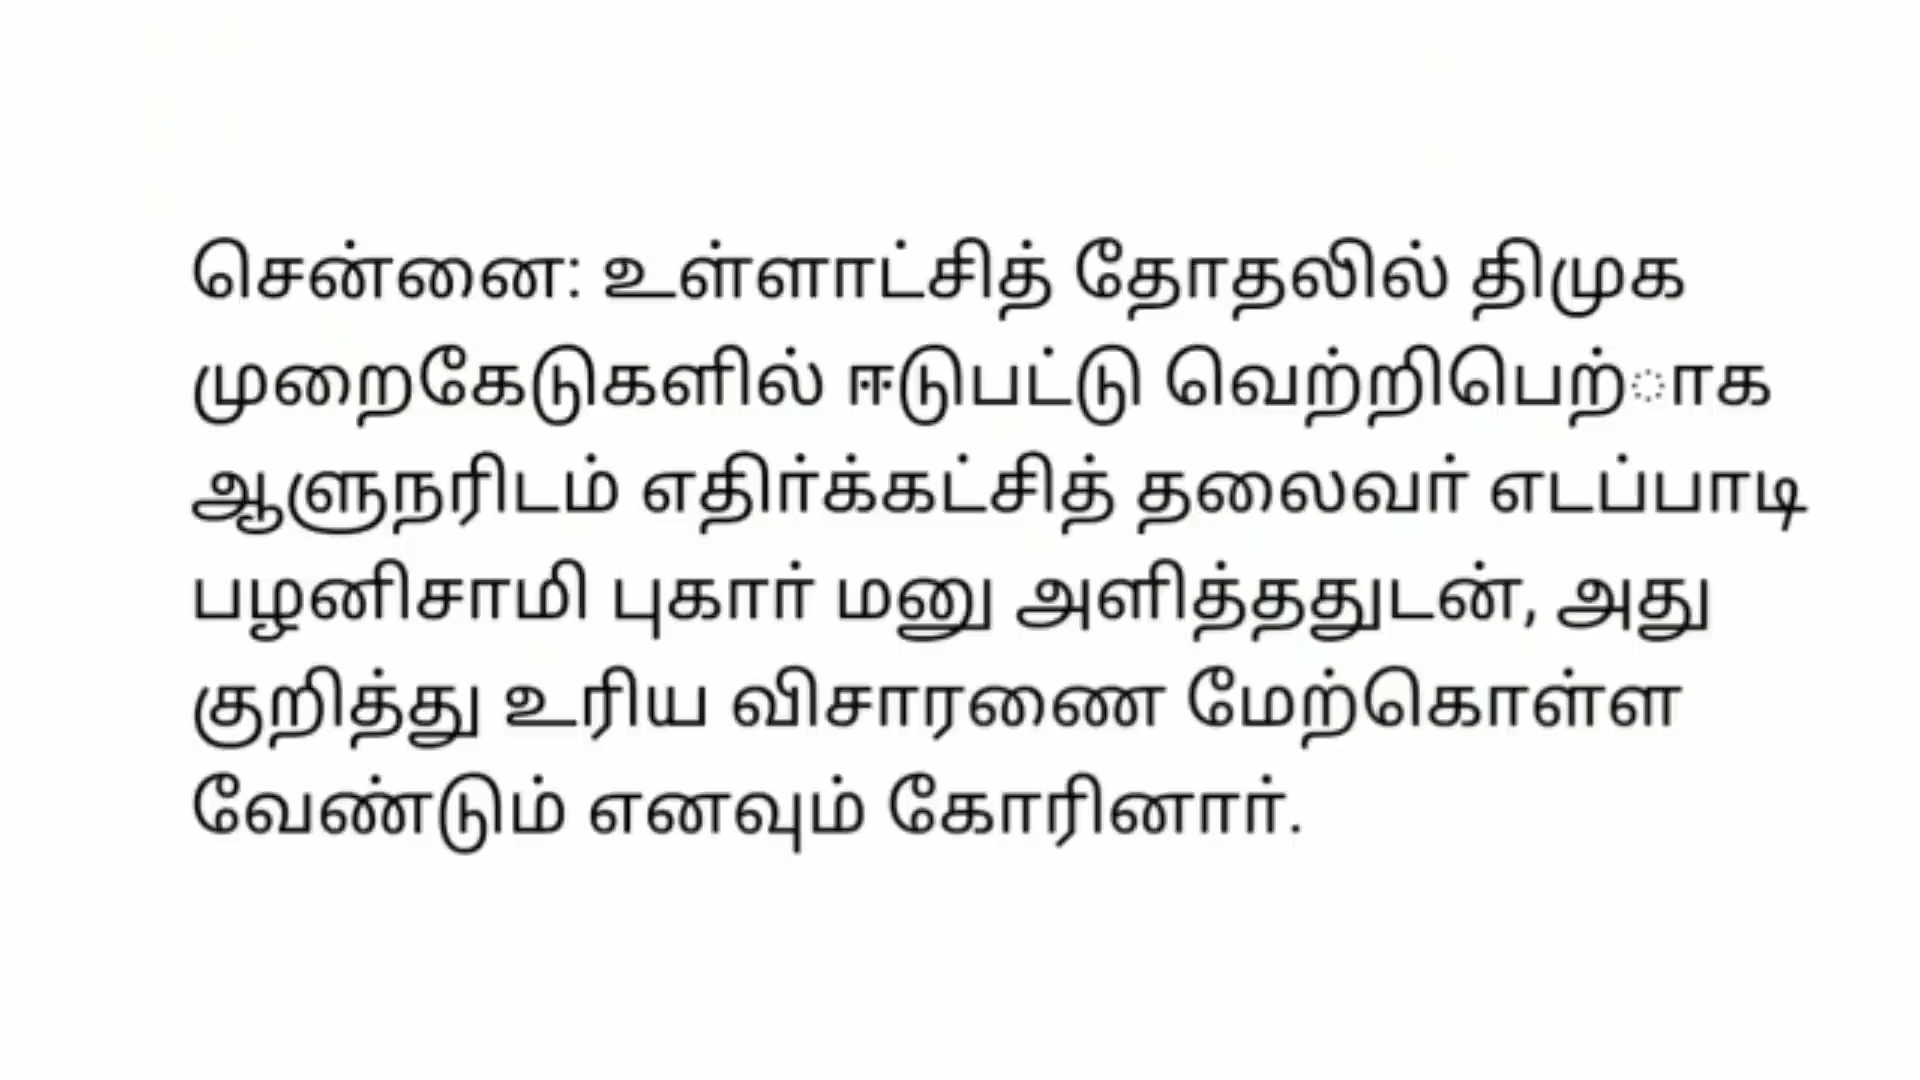 சென்னை: உள்ளாட்சித் தோதலில் திமுக
முறைகேடுகளில் ஈடுபட்டு வெற்றிபெற்ாக
ஆளுநரிடம் எதிர்க்கட்சித் தலைவர் எடப்பாடி
பழனிசாமி புகார் மனு அளித்ததுடன், அது
குறித்து உரிய விசாரணை மேற்கொள்ள
வேண்டும் எனவும் கோரினார்.